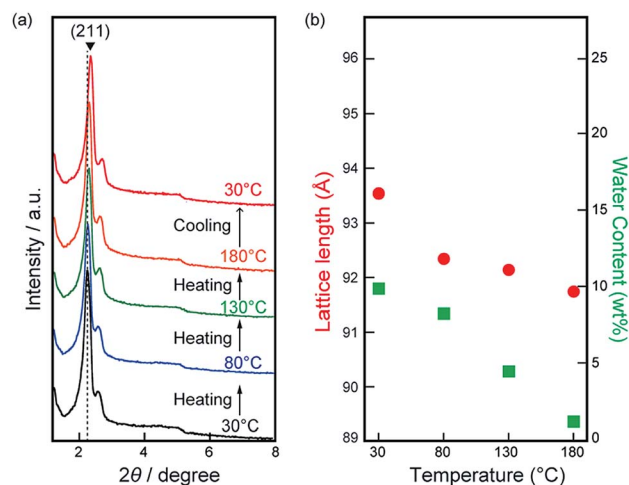 (a)
(211)
Intensity / a.u.
30°C
Cooling
180°C
Heating
130°C
Heating
80°C
Heating
30°C
2 4 6 8
2θ / degree
(b)
Lattice length (Å)
96
95
94
93
92
91
90
89
Water Content (wt%)
25
20
15
10
5
0
30 80 130 180
Temperature (°C)